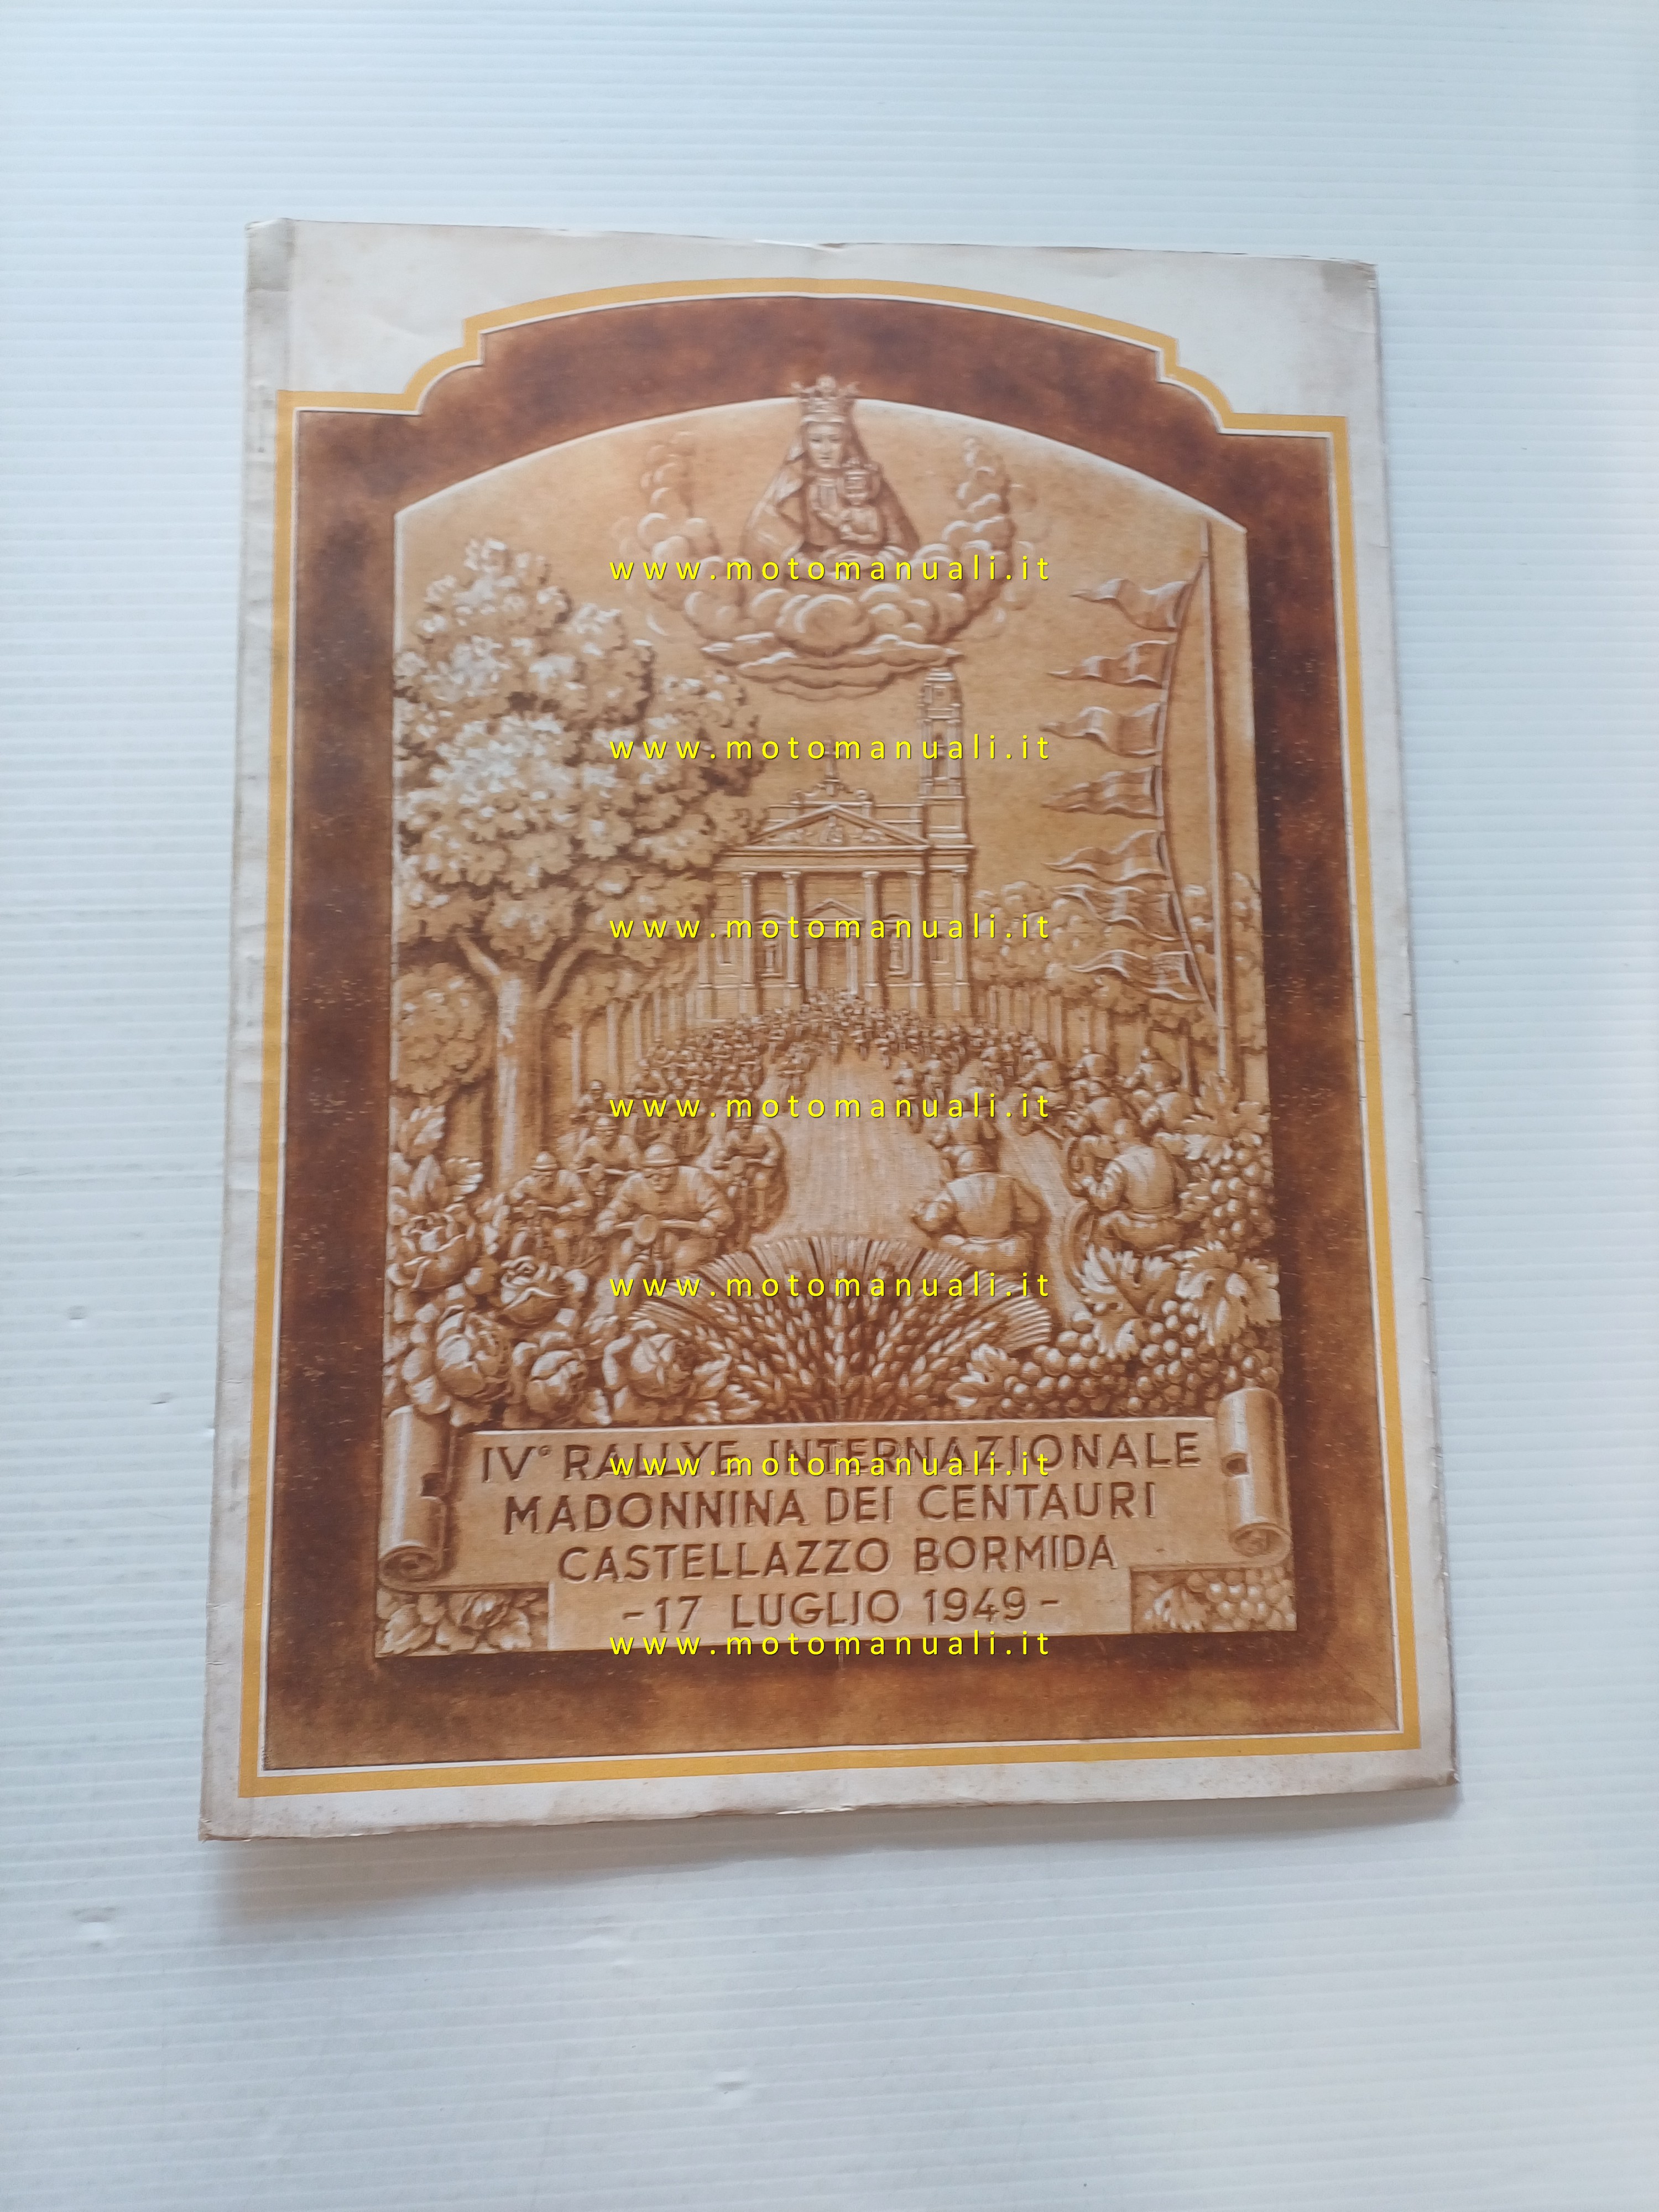 www.motomanuali.it
www.motomanuali.it
www.motomanuali.it
www.motomanuali.it
www.motomanuali.it
IV° RALLYE INTERNAZIONALE
www.motomanuali.it
MADONNINA DEI CENTAURI
CASTELLAZZO BORMIDA
-17 LUGLIO 1949-
www.motomanuali.it